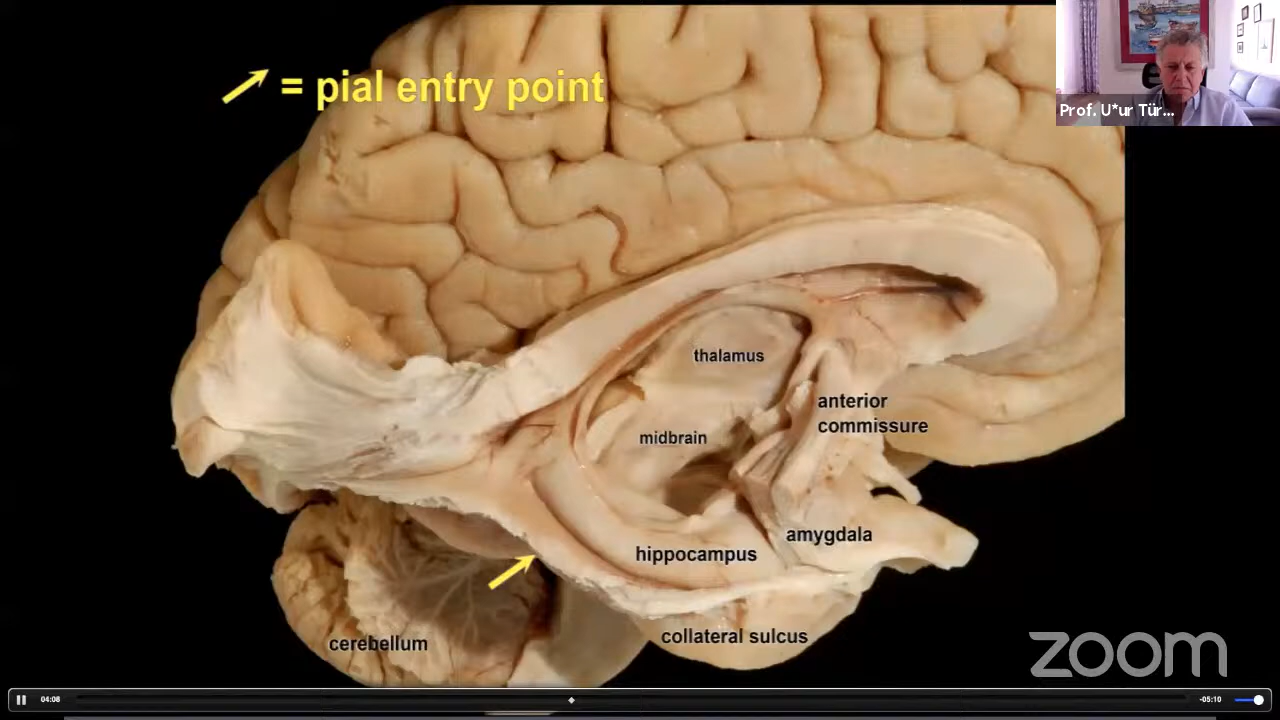 = pial entry point
Prof. U*ur Tür...
thalamus
anterior
commissure
midbrain
amygdala
hippocampus
collateral sulcus
cerebellum
zoom
04:08
-05:10